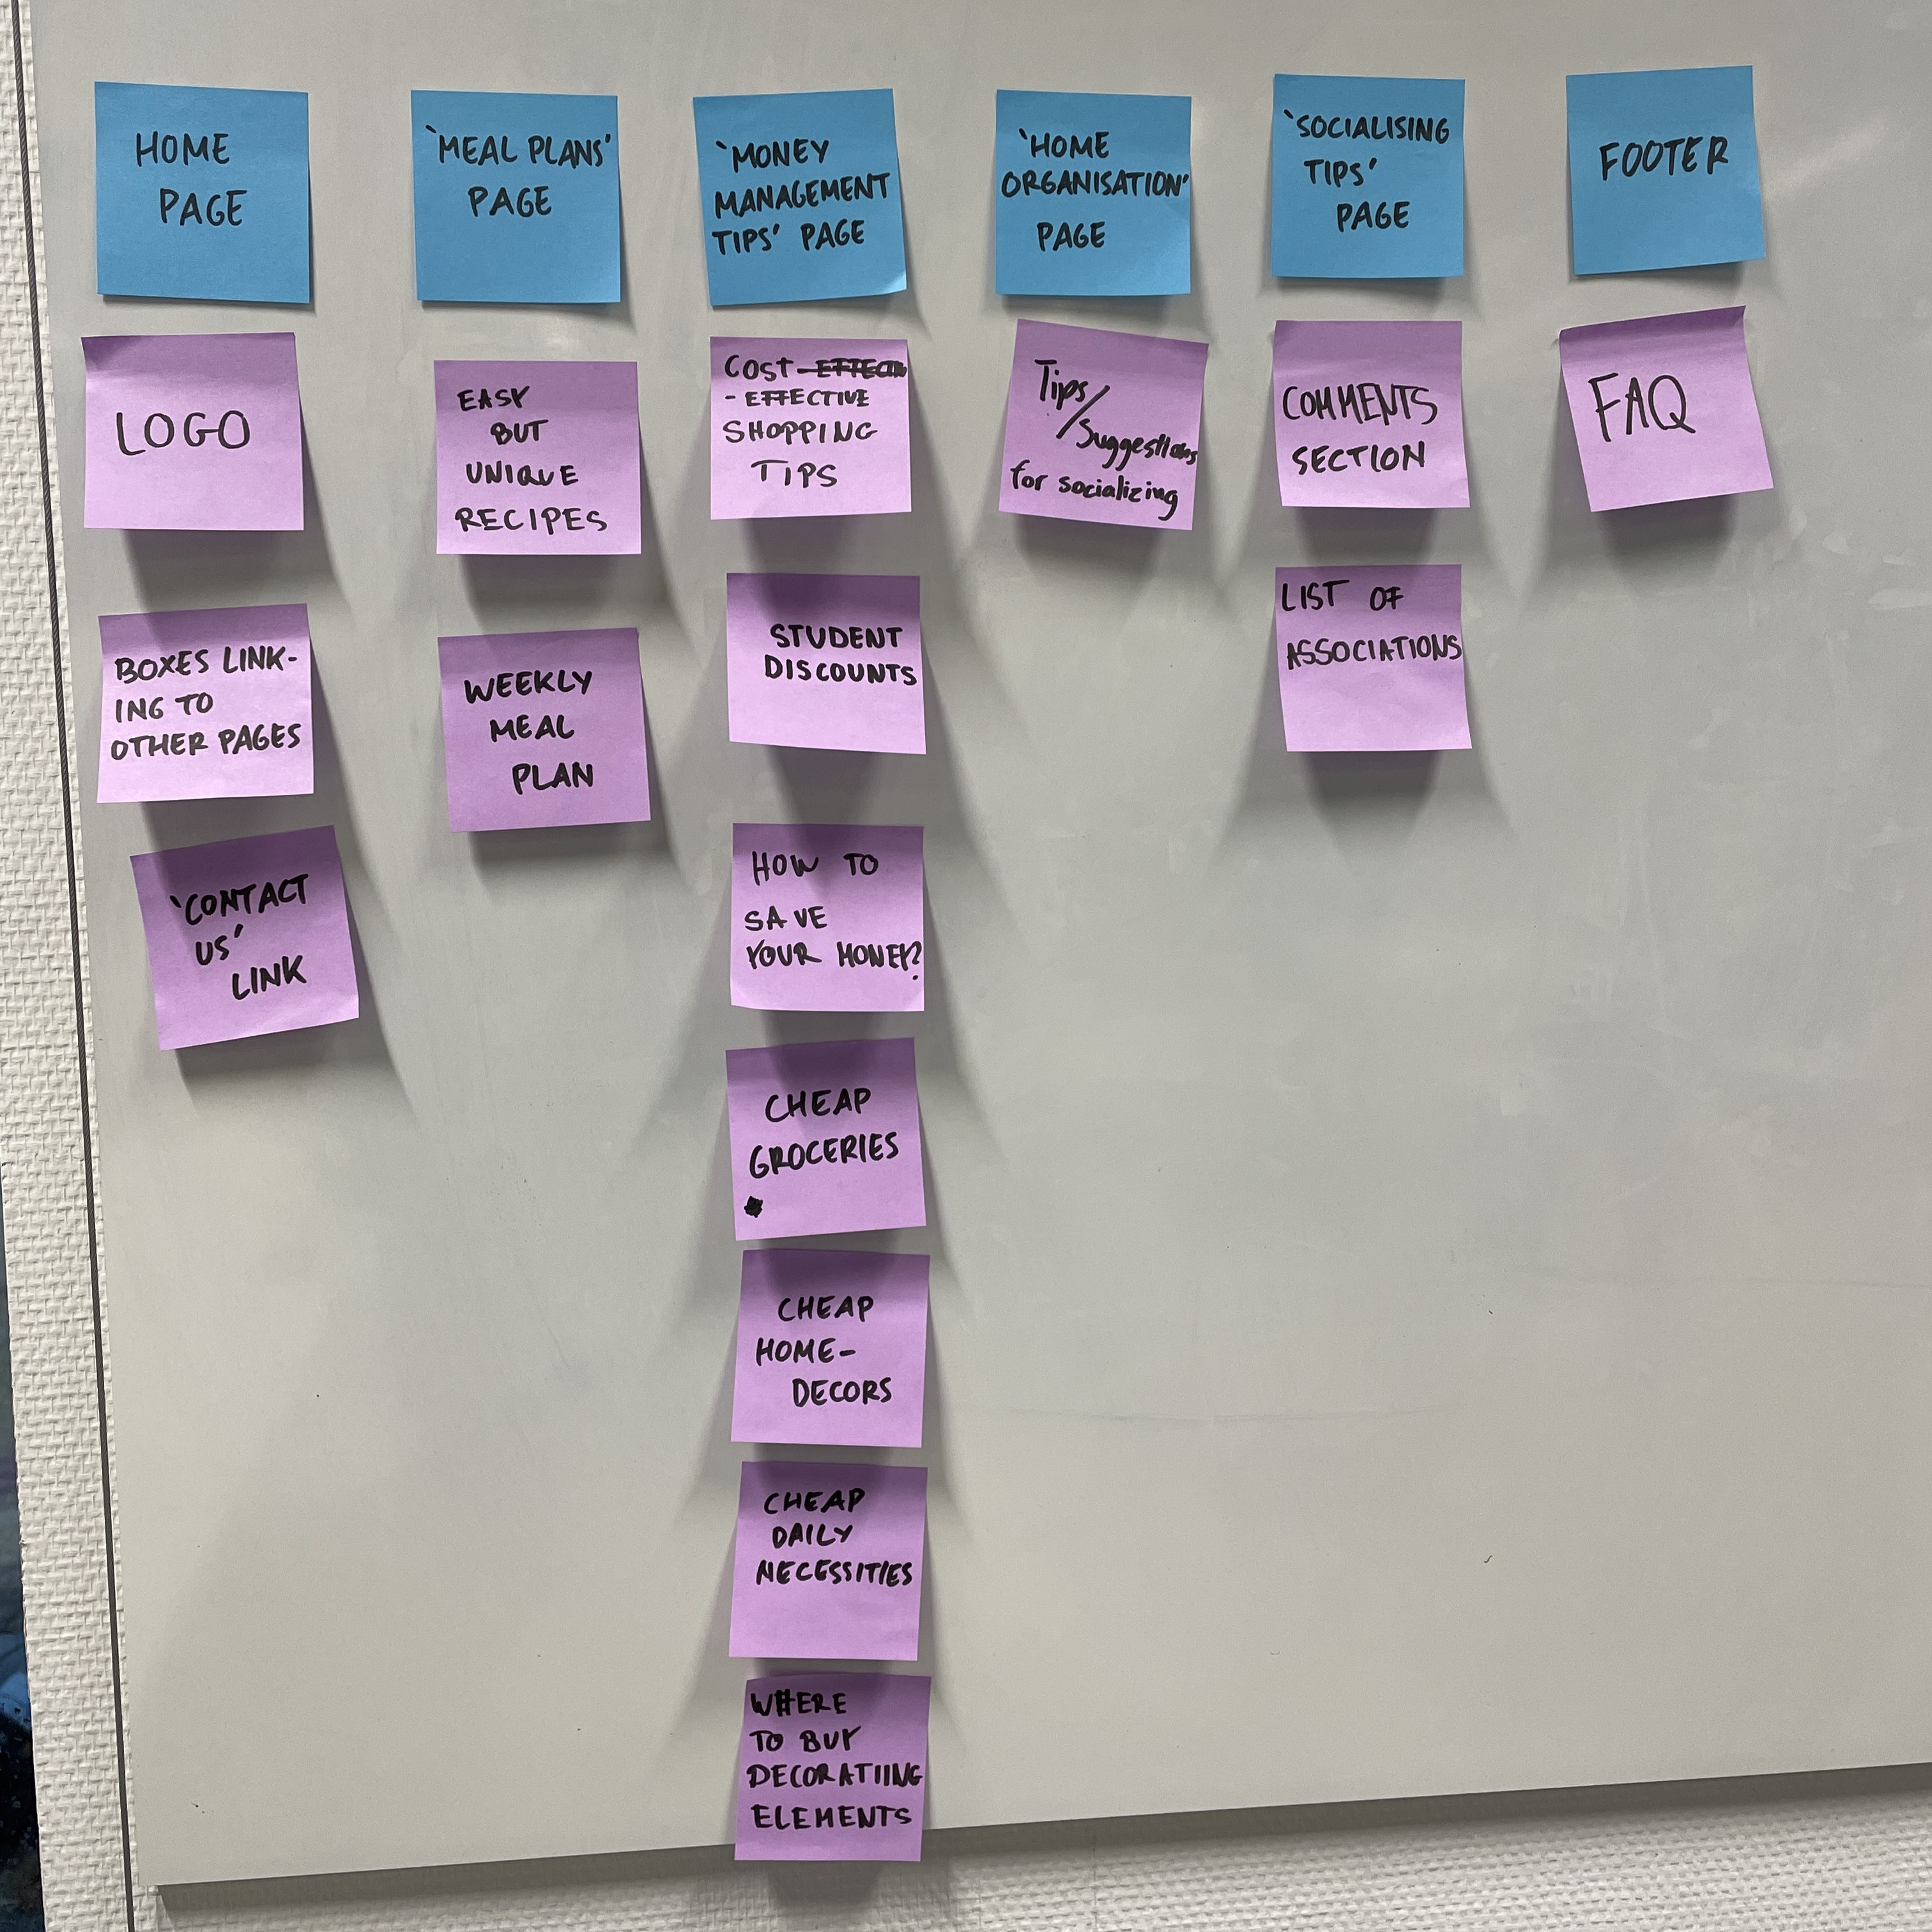 HOME
PAGE
LOGO
BOXES LINK-
ING TO
OTHER PAGES
'CONTACT
US'
LINK
'MEAL PLANS'
PAGE
EASY
BUT
UNIQUE
RECIPES
WEEKLY
MEAL
PLAN
'MONEY
MANAGEMENT
TIPS' PAGE
COST
- EFFECTIVE
SHOPPING
TIPS
STUDENT
DISCOUNTS
HOW TO
SAVE
YOUR MONEY?
CHEAP
GROCERIES
CHEAP
HOME-
DECORS
CHEAP
DAILY
NECESSITIES
WHERE
TO BUY
DECORATIING
ELEMENTS
'HOME
ORGANISATION'
PAGE
Tips/
Suggestions
for socializing
'SOCIALISING
TIPS'
PAGE
COMMENTS
SECTION
LIST OF
ASSOCIATIONS
FOOTER
FAQ